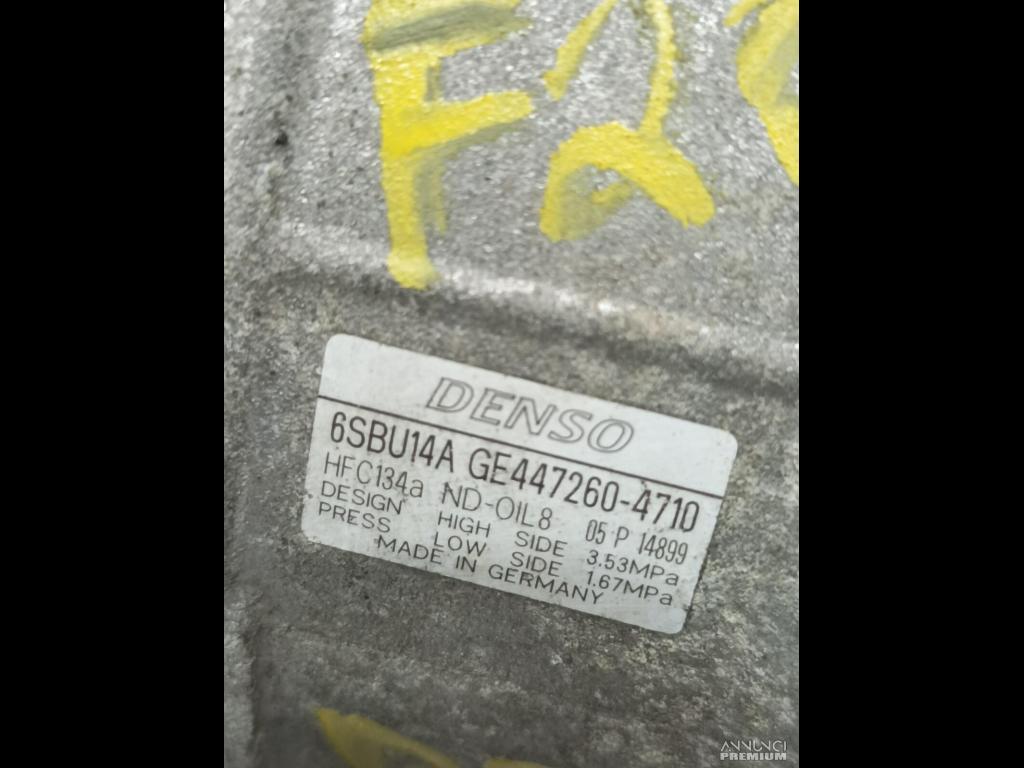 F20
DENSO
6SBU14A GE447260-4710
HFC134a ND-OIL8 05 P 14899
DESIGN HIGH SIDE 3.53MPa
PRESS LOW SIDE 1.67MPa
MADE IN GERMANY
ANNUNCI
PREMIUM